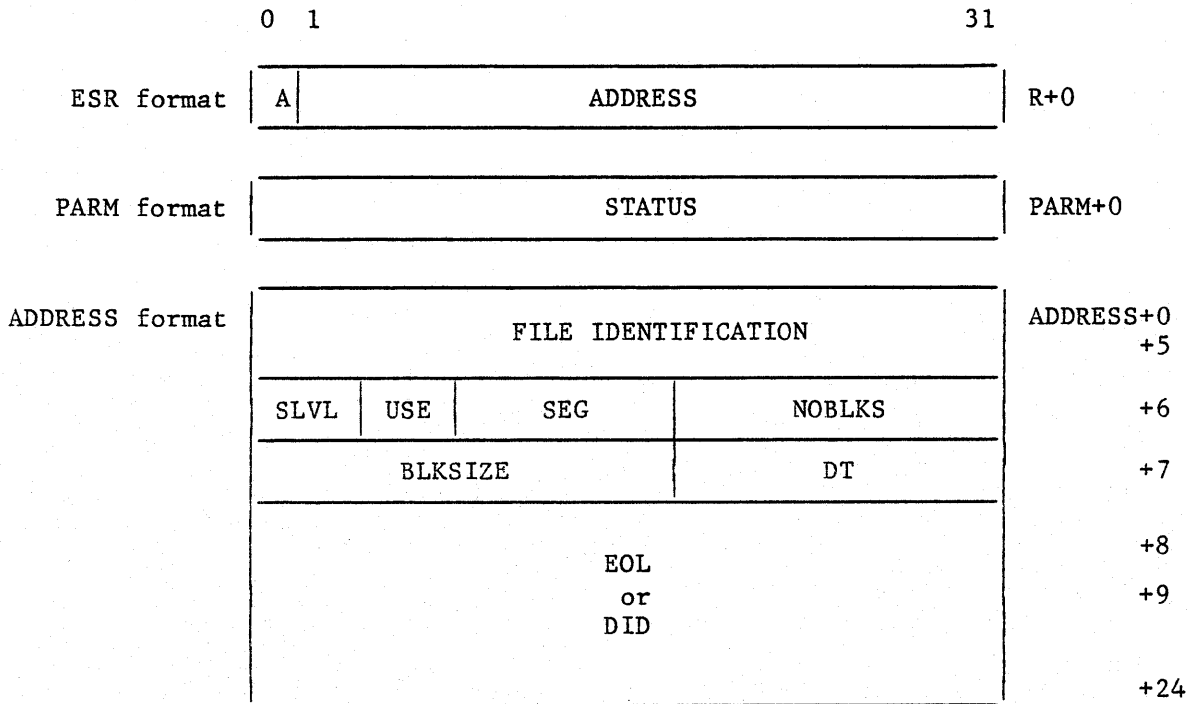 0 1 31
ESR format A ADDRESS R+0
PARM format STATUS PARM+0
ADDRESS format FILE IDENTIFICATION ADDRESS+0
+5
SLVL USE SEG NOBLKS +6
BLKSIZE DT +7
+8
EOL
or +9
DID
+24